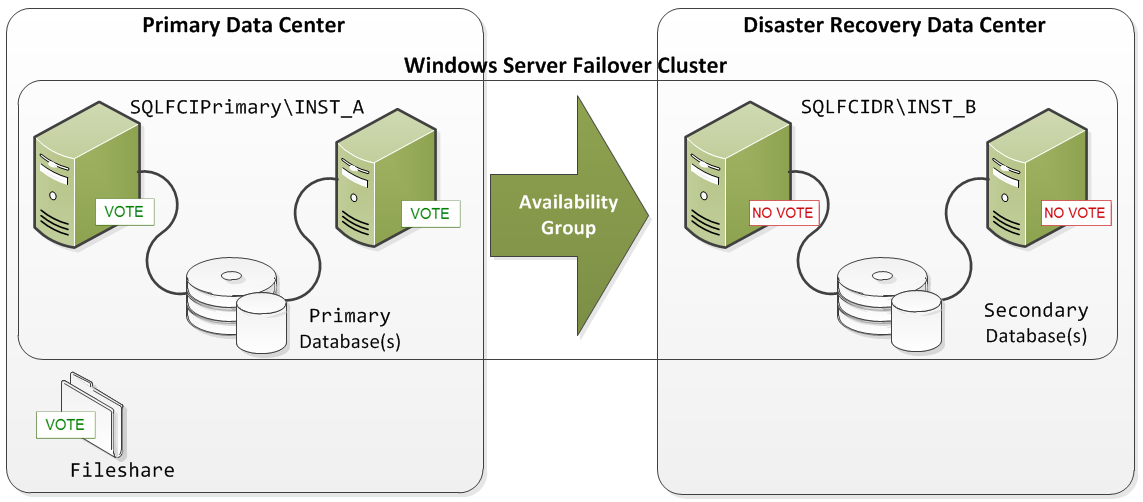 Primary Data Center
Disaster Recovery Data Center
Windows Server Failover Cluster
SQLFCIPrimary\INST_A
SQLFCIDR\INST_B
VOTE
VOTE
Availability
Group
NO VOTE
NO VOTE
Primary
Database(s)
Secondary
Database(s)
VOTE
Fileshare